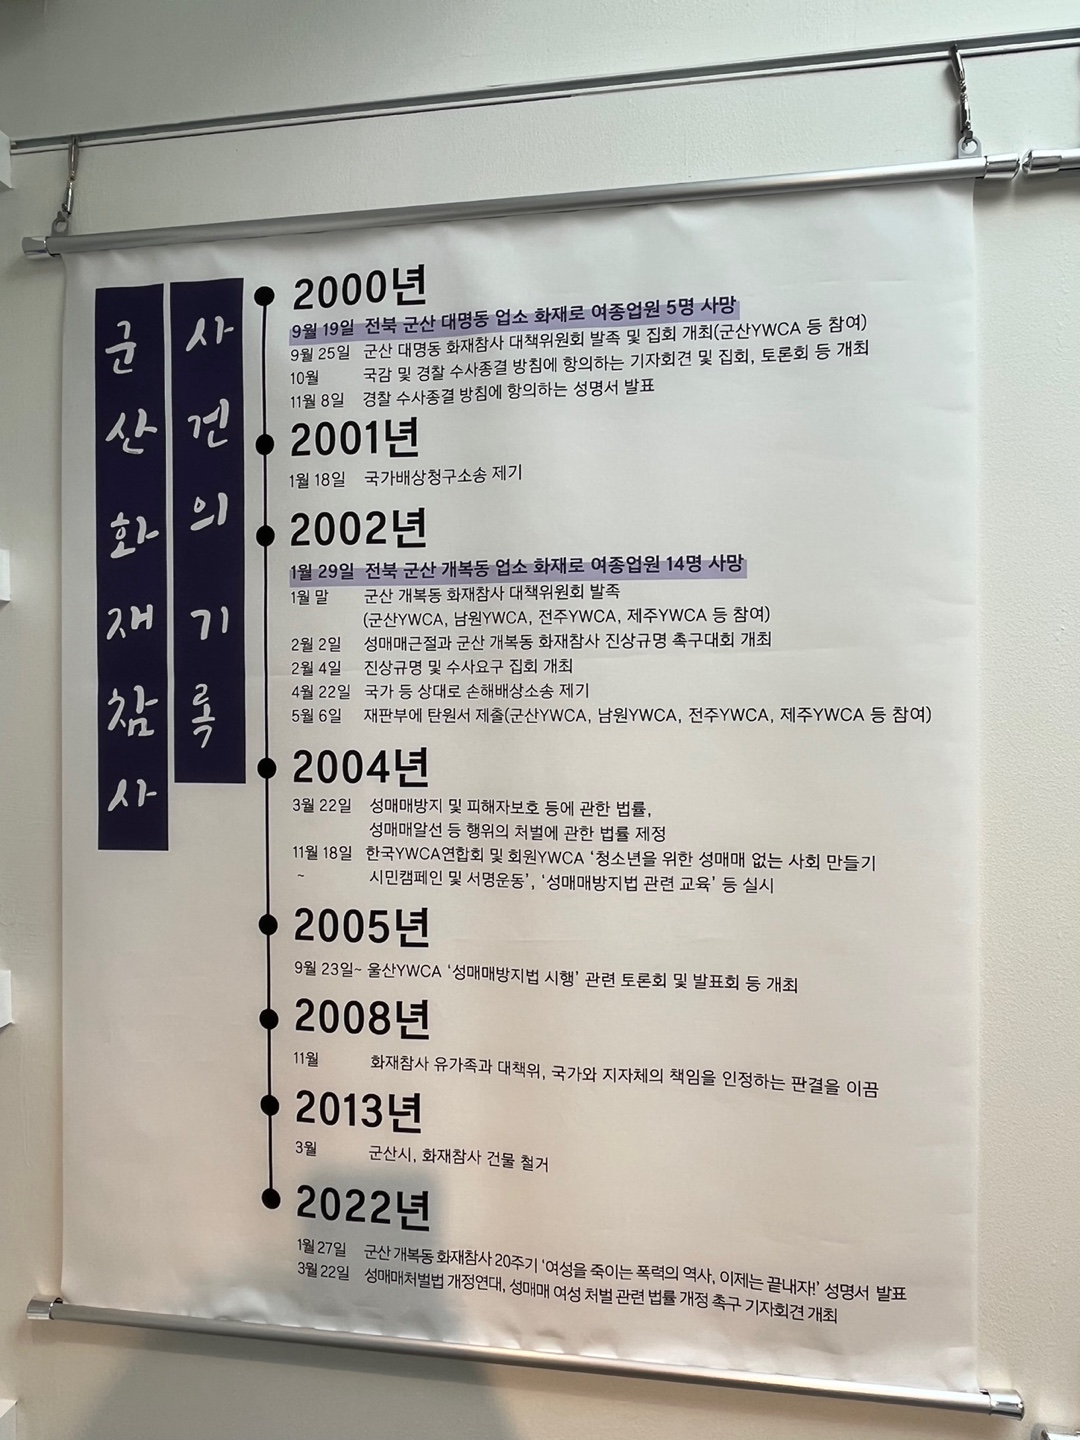 군산화재참사
사건의 기록
2000년
9월 19일 전북 군산 대명동 업소 화재로 여종업원 5명 사망
9월 25일 군산 대명동 화재참사 대책위원회 발족 및 집회 개최(군산YWCA 등 참여)
10월 국감 및 경찰 수사종결 방침에 항의하는 기자회견 및 집회, 토론회 등 개최
11월 8일 경찰 수사종결 방침에 항의하는 성명서 발표
2001년
1월 18일 국가배상청구소송 제기
2002년
1월 29일 전북 군산 개복동 업소 화재로 여종업원 14명 사망
1월 말 군산 개복동 화재참사 대책위원회 발족
(군산YWCA, 남원YWCA, 전주YWCA, 제주YWCA 등 참여)
2월 2일 성매매근절과 군산 개복동 화재참사 진상규명 촉구대회 개최
2월 4일 진상규명 및 수사요구 집회 개최
4월 22일 국가 등 상대로 손해배상소송 제기
5월 6일 재판부에 탄원서 제출(군산YWCA, 남원YWCA, 전주YWCA, 제주YWCA 등 참여)
2004년
3월 22일 성매매방지 및 피해자보호 등에 관한 법률,
성매매알선 등 행위의 처벌에 관한 법률 제정
11월 18일 한국YWCA연합회 및 회원YWCA ‘청소년을 위한 성매매 없는 사회 만들기
~ 시민캠페인 및 서명운동’, ‘성매매방지법 관련 교육’ 등 실시
2005년
9월 23일~ 울산YWCA ‘성매매방지법 시행’ 관련 토론회 및 발표회 등 개최
2008년
11월 화재참사 유가족과 대책위, 국가와 지자체의 책임을 인정하는 판결을 이끔
2013년
3월 군산시, 화재참사 건물 철거
2022년
1월 27일 군산 개복동 화재참사 20주기 ‘여성을 죽이는 폭력의 역사, 이제는 끝내자!’ 성명서 발표
3월 22일 성매매처벌법 개정연대, 성매매 여성 처벌 관련 법률 개정 촉구 기자회견 개최